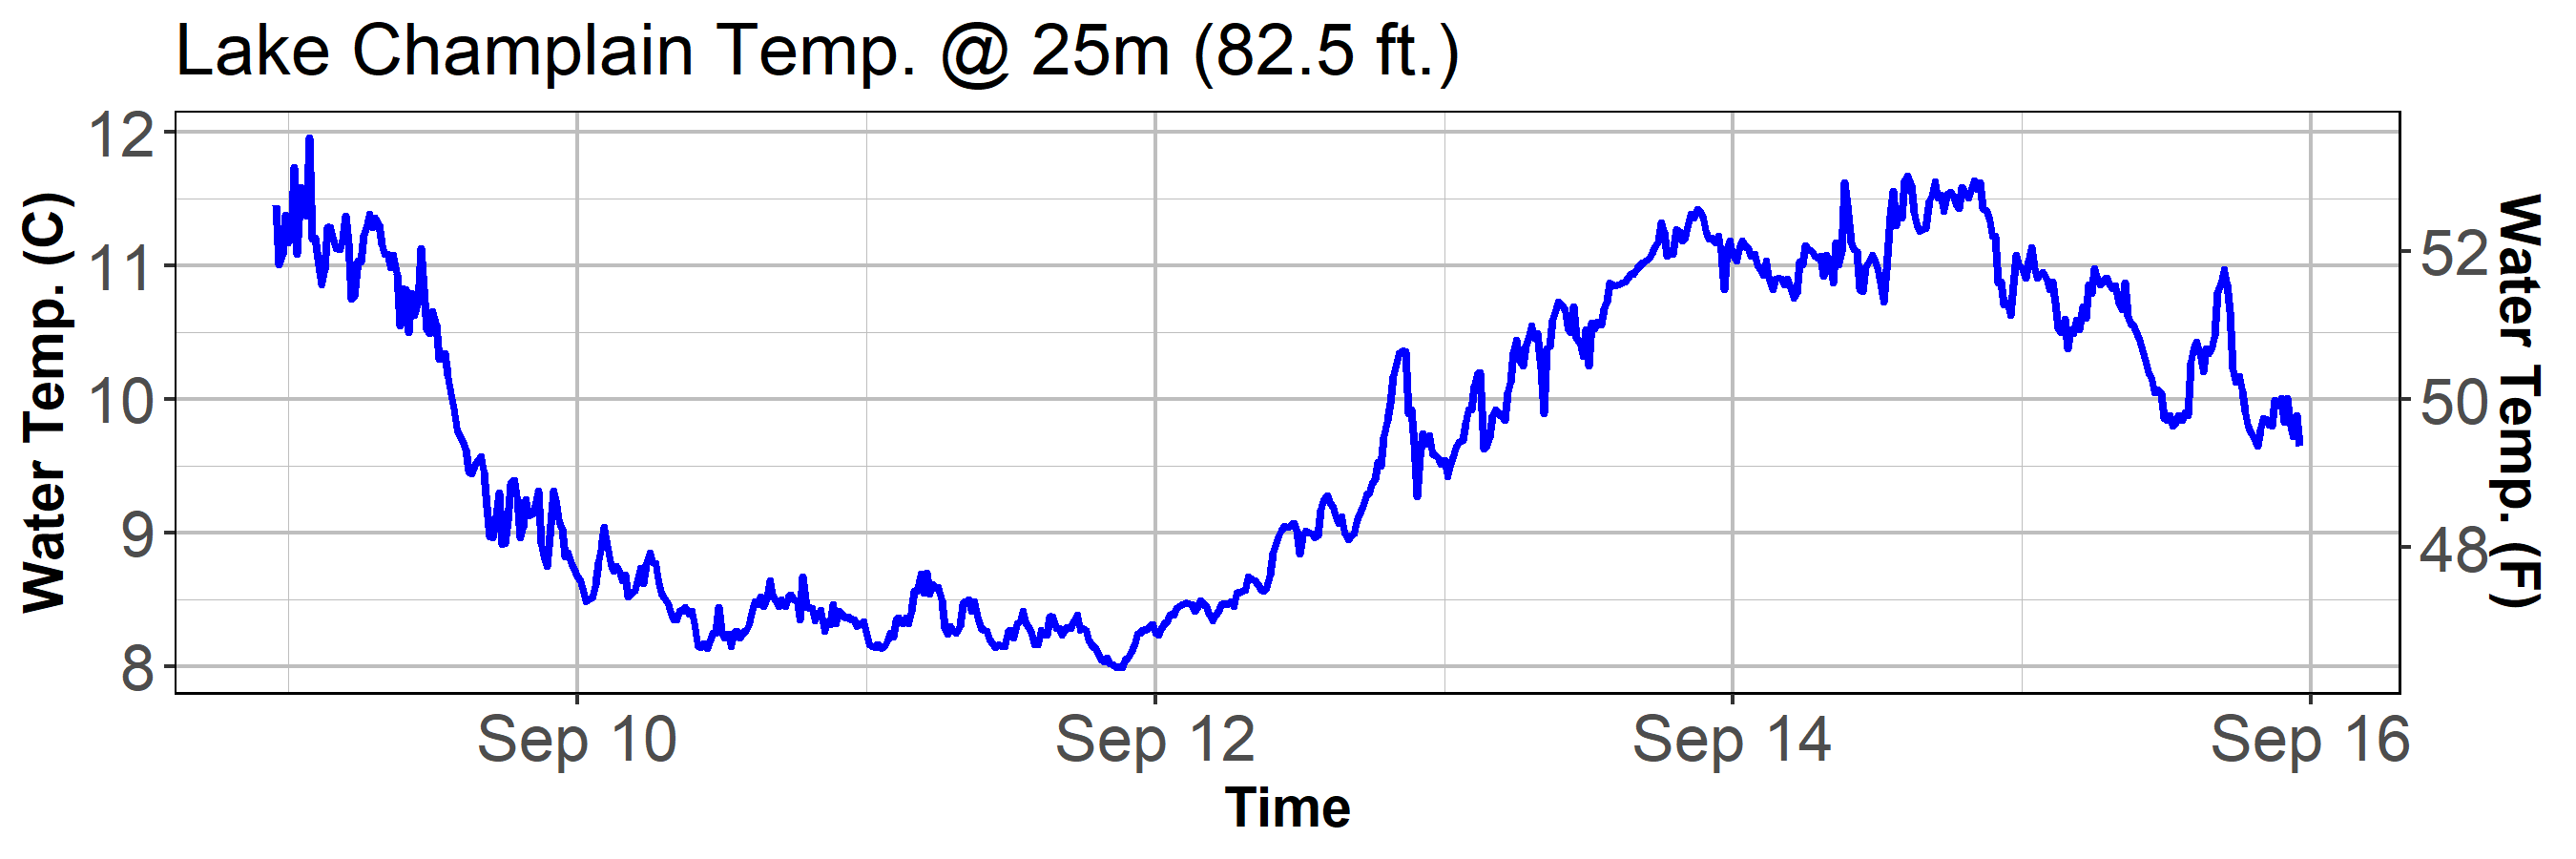 Lake Champlain Temp. @ 25m (82.5 ft.)
Water Temp. (C)
12
11
10
9
8
52
50
48
Water Temp. (F)
Sep 10
Sep 12
Sep 14
Sep 16
Time